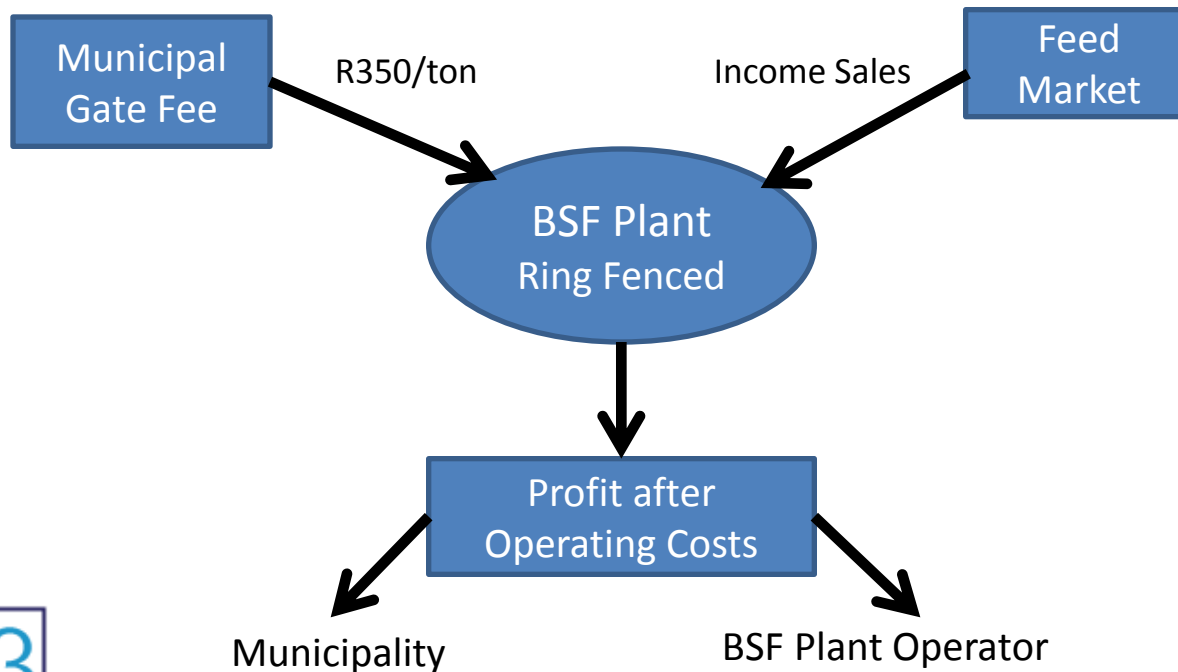 Municipal
Gate Fee
R350/ton
Income Sales
Feed
Market
BSF Plant
Ring Fenced
Profit after
Operating Costs
Municipality
BSF Plant Operator
3